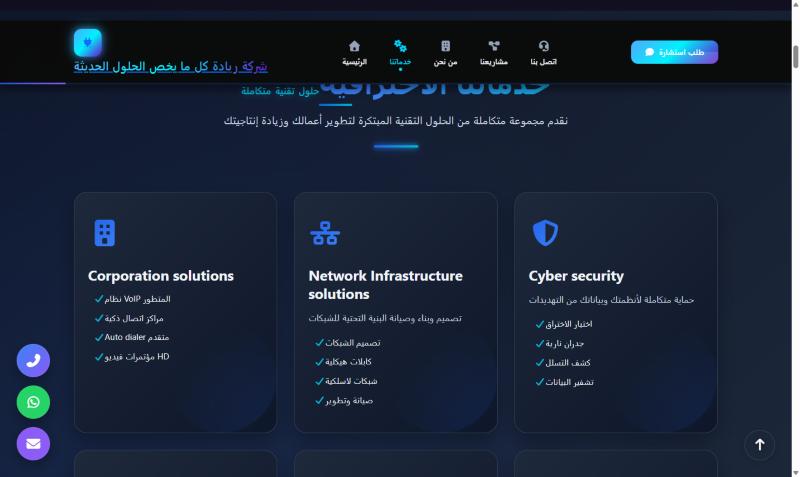 شركة ريادة كل ما يخص الحلول الحديثة
الرئيسية
خدماتنا
من نحن
مشاريعنا
اتصل بنا
طلب استشارة
خدماتنا الاحترافية
حلول تقنية متكاملة
نقدم مجموعة متكاملة من الحلول التقنية المبتكرة لتطوير أعمالك وزيادة إنتاجيتك
Corporation solutions
نظام VoIP المتطور
مراكز اتصال ذكية
Auto dialer متقدم
مؤتمرات فيديو HD
Network Infrastructure
solutions
تصميم وبناء وصيانة البنية التحتية للشبكات
تصميم الشبكات
كابلات هيكلية
شبكات لاسلكية
صيانة وتطوير
Cyber security
حماية متكاملة لأنظمتك وبياناتك من التهديدات
اختبار الاختراق
جدران نارية
كشف التسلل
تشفير البيانات